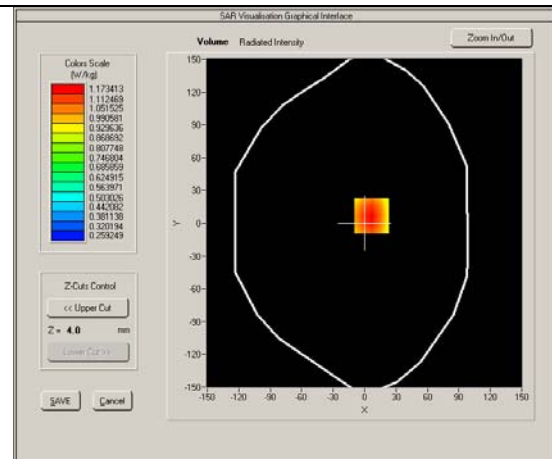 SAR Visualisation Graphical Interface
Volume Radiated Intensity
Zoom In/Out
Colors Scale
(W/kg)
1.173413
1.112469
1.051525
0.990581
0.929636
0.868692
0.807748
0.746804
0.685859
0.624915
0.563971
0.503026
0.442082
0.381138
0.320194
0.259249
150
120
90
60
30
0
-30
-60
-90
-120
-150
Y
-150 -120 -90 -60 -30 0 30 60 90 120 150
X
Z-Cuts Control
<< Upper Cut
Z = 4.0 mm
Lower Cut >>
SAVE Cancel